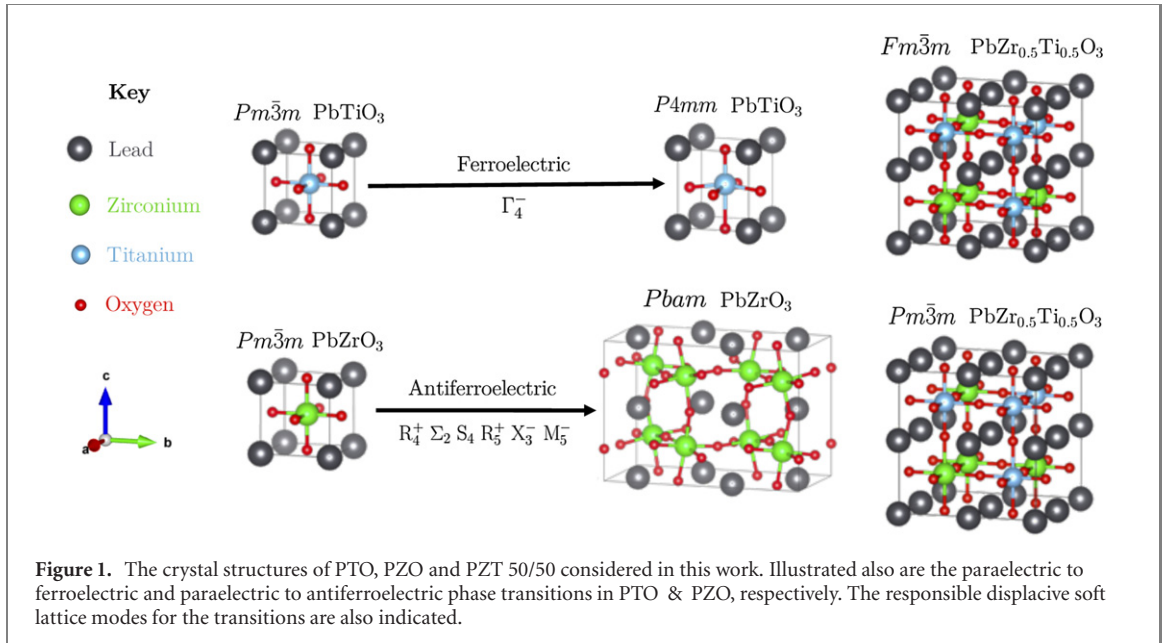 Key
Lead
Zirconium
Titanium
Oxygen
c
a
b
Pm3̄m PbTiO₃
Ferroelectric
Γ₄⁻
P4mm PbTiO₃
Fm3̄m PbZr₀.₅Ti₀.₅O₃
Pm3̄m PbZrO₃
Antiferroelectric
R₄⁺ Σ₂ S₄ R₅⁺ X₃⁻ M₅⁻
Pbam PbZrO₃
Pm3̄m PbZr₀.₅Ti₀.₅O₃
Figure 1. The crystal structures of PTO, PZO and PZT 50/50 considered in this work. Illustrated also are the paraelectric to
ferroelectric and paraelectric to antiferroelectric phase transitions in PTO & PZO, respectively. The responsible displacive soft
lattice modes for the transitions are also indicated.